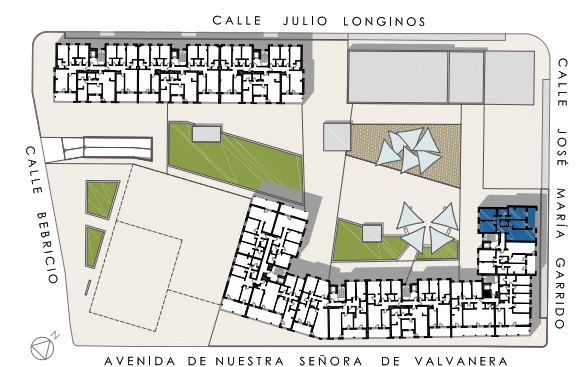 CALLE JULIO LONGINOS
CALLE JOSÉ MARÍA GARRIDO
CALLE BEBRICIO
N
AVENIDA DE NUESTRA SEÑORA DE VALVANERA